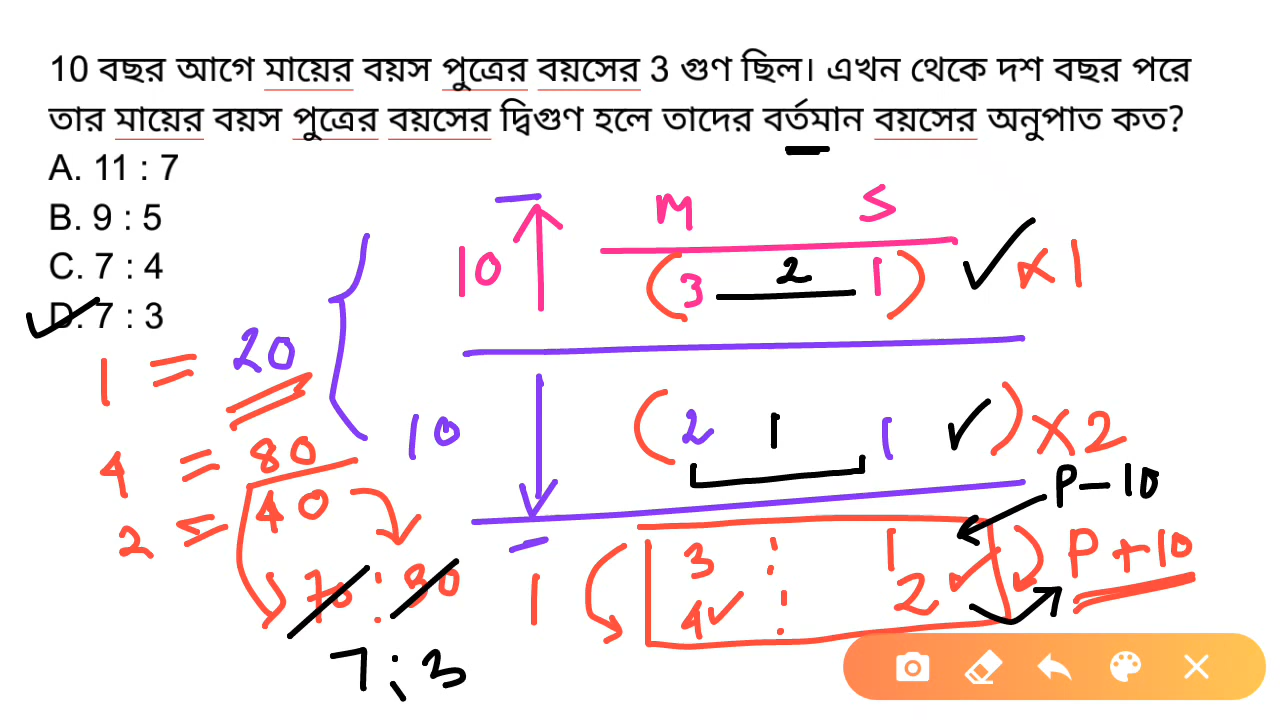 10 বছর আগে মায়ের বয়স পুত্রের বয়সের 3 গুণ ছিল। এখন থেকে দশ বছর পরে
তার মায়ের বয়স পুত্রের বয়সের দ্বিগুণ হলে তাদের বর্তমান বয়সের অনুপাত কত?
A. 11 : 7
B. 9 : 5
C. 7 : 4
D. 7 : 3
M S
10 (3 2 1) ×1
1 = 20
10 (2 1 1) ×2
4 = 80
P - 10
2 = 40
3 : 1 P + 10
70 : 30 1 4 : 2
7 : 3